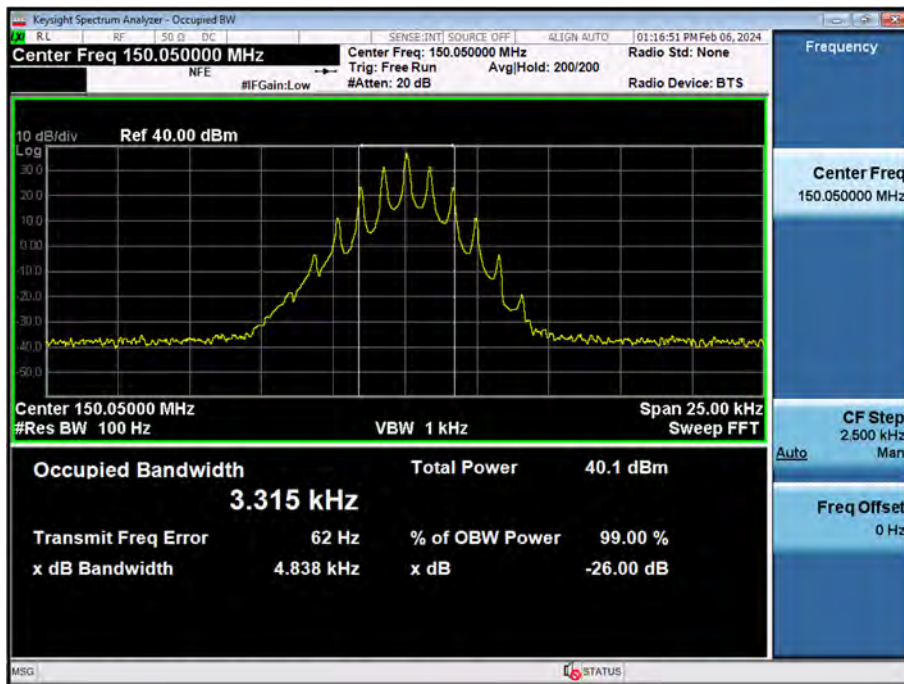 Keysight Spectrum Analyzer - Occupied BW
LXI RL RF 50 Ω DC SENSE:INT SOURCE OFF ALIGN AUTO 01:16:51 PM Feb 06, 2024
Center Freq 150.050000 MHz
NFE
#IFGain:Low
Center Freq: 150.050000 MHz
Trig: Free Run Avg|Hold: 200/200
#Atten: 20 dB
Radio Std: None
Radio Device: BTS
10 dB/div Ref 40.00 dBm
Log
30.0
20.0
10.0
0.00
-10.0
-20.0
-30.0
-40.0
-50.0
Center 150.05000 MHz Span 25.00 kHz
#Res BW 100 Hz VBW 1 kHz Sweep FFT
Occupied Bandwidth Total Power 40.1 dBm
3.315 kHz
Transmit Freq Error 62 Hz % of OBW Power 99.00 %
x dB Bandwidth 4.838 kHz x dB -26.00 dB
Frequency
Center Freq
150.050000 MHz
CF Step
2.500 kHz
Auto Man
Freq Offset
0 Hz
MSG STATUS